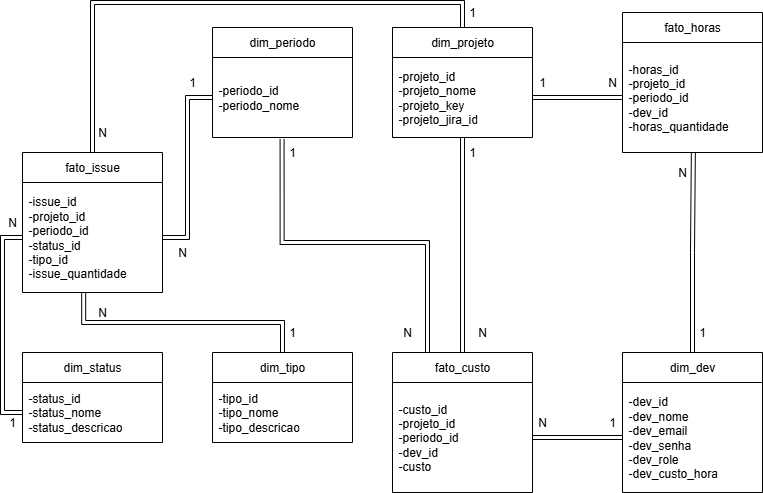 1
dim_periodo
-periodo_id
-periodo_nome
dim_projeto
-projeto_id
-projeto_nome
-projeto_key
-projeto_jira_id
fato_horas
-horas_id
-projeto_id
-periodo_id
-dev_id
-horas_quantidade
1
1
N
N
1
1
N
fato_issue
-issue_id
-projeto_id
-periodo_id
-status_id
-tipo_id
-issue_quantidade
N
N
N
1
N
N
1
dim_status
-status_id
-status_nome
-status_descricao
1
dim_tipo
-tipo_id
-tipo_nome
-tipo_descricao
fato_custo
-custo_id
-projeto_id
-periodo_id
-dev_id
-custo
N
1
dim_dev
-dev_id
-dev_nome
-dev_email
-dev_senha
-dev_role
-dev_custo_hora